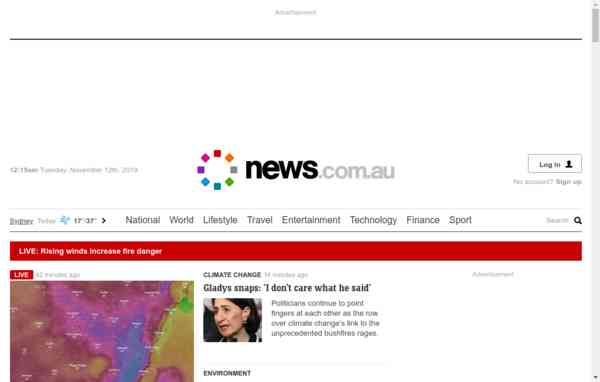 Advertisement
news.com.au
Log in
12:15am Tuesday, November 12th, 2019
No account? Sign up
Sydney Today 17°/37° National World Lifestyle Travel Entertainment Technology Finance Sport Search
LIVE: Rising winds increase fire danger
LIVE 42 minutes ago
CLIMATE CHANGE 14 minutes ago
Advertisement
Gladys snaps: ‘I don’t care what he said’
Politicians continue to point
fingers at each other as the row
over climate change’s link to the
unprecedented bushfires rages.
ENVIRONMENT